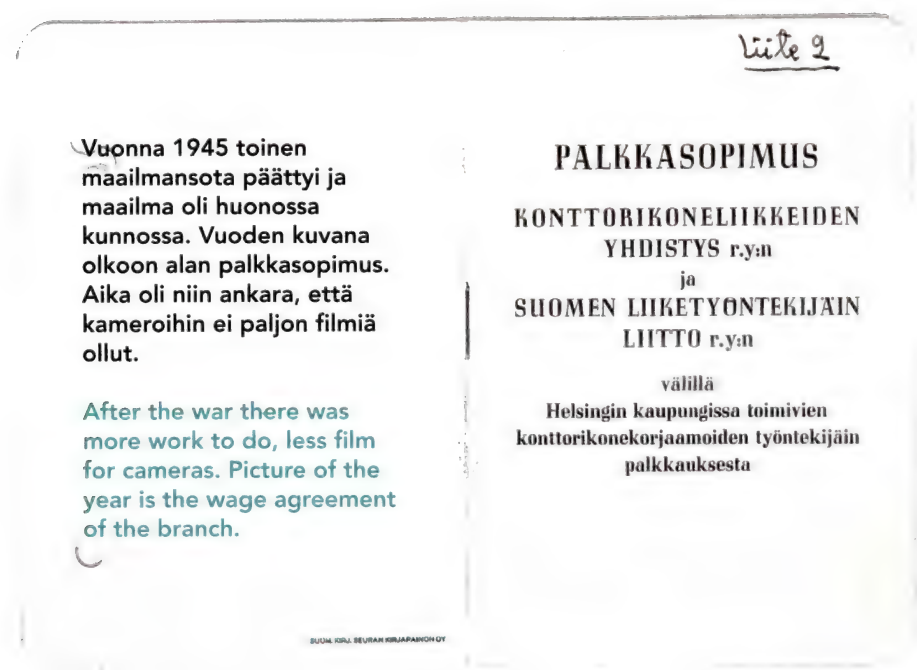 Liite 2
Vuonna 1945 toinen
maailmansota päättyi ja
maailma oli huonossa
kunnossa. Vuoden kuvana
olkoon alan palkkasopimus.
Aika oli niin ankara, että
kameroihin ei paljon filmiä
ollut.
After the war there was
more work to do, less film
for cameras. Picture of the
year is the wage agreement
of the branch.
SUOM. KIRJ. SEURAN KIRJAPAINON OY
PALKKASOPIMUS
KONTTORIKONELIIKKEIDEN
YHDISTYS r.y:n
ja
SUOMEN LIIKETYÖNTEKIJÄIN
LIITTO r.y:n
välillä
Helsingin kaupungissa toimivien
konttorikonekorjaamoiden työntekijäin
palkkauksesta